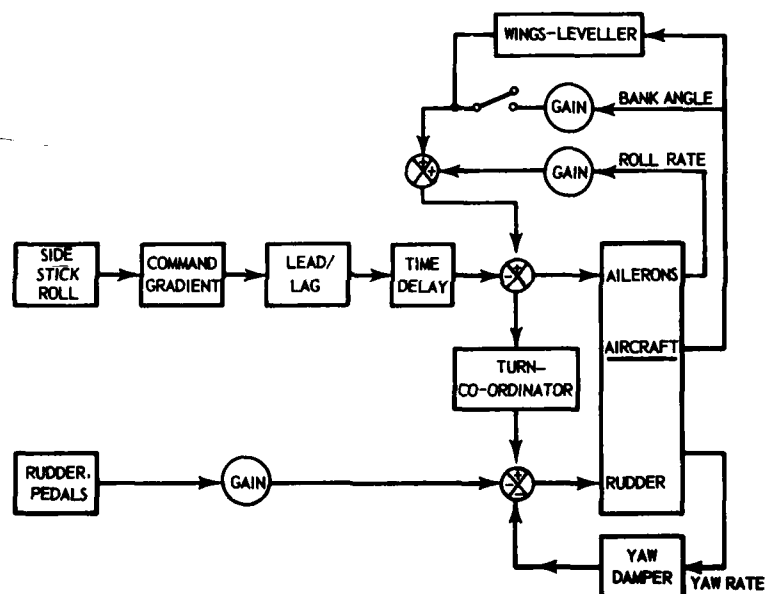 WINGS-LEVELLER
GAIN
BANK ANGLE
+
+
GAIN
ROLL RATE
SIDE
STICK
ROLL
COMMAND
GRADIENT
LEAD/
LAG
TIME
DELAY
-
+
AILERONS
AIRCRAFT
TURN-
CO-ORDINATOR
RUDDER.
PEDALS
GAIN
+
-
-
RUDDER
YAW
DAMPER
YAW RATE